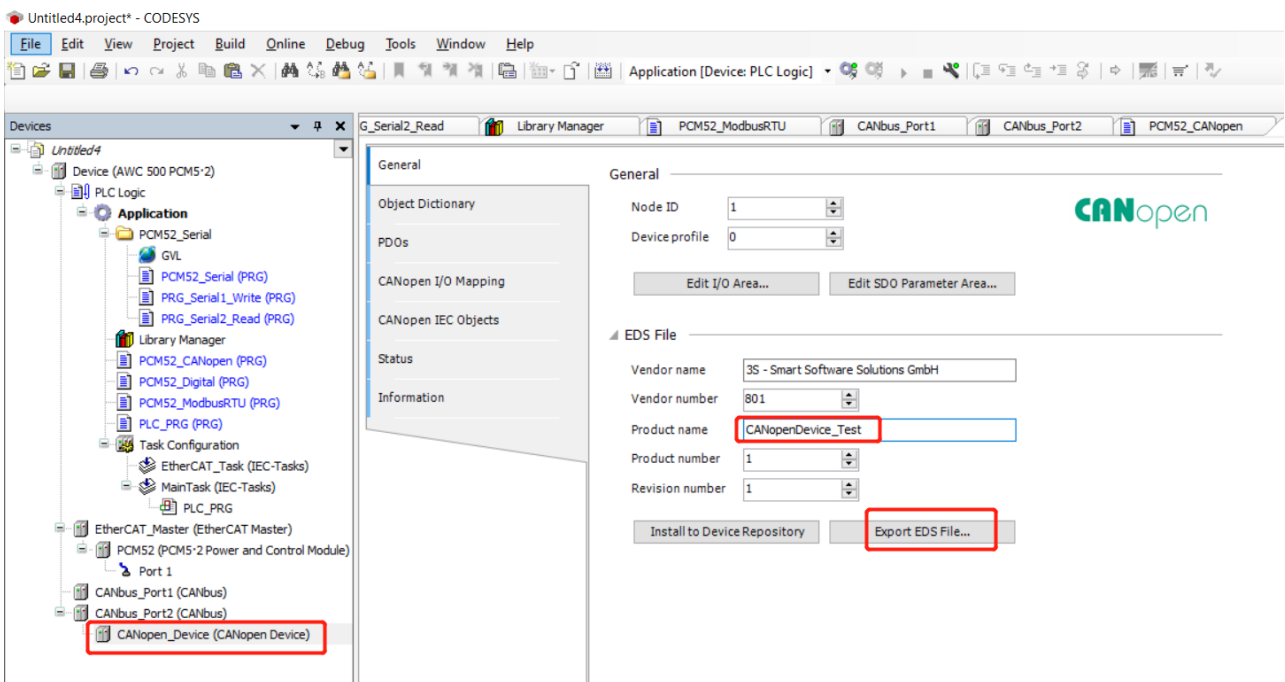 Untitled4.project* - CODESYS
File Edit View Project Build Online Debug Tools Window Help
Application [Device: PLC Logic]
Devices
Untitled4
Device (AWC 500 PCM5·2)
PLC Logic
Application
PCM52_Serial
GVL
PCM52_Serial (PRG)
PRG_Serial1_Write (PRG)
PRG_Serial2_Read (PRG)
Library Manager
PCM52_CANopen (PRG)
PCM52_Digital (PRG)
PCM52_ModbusRTU (PRG)
PLC_PRG (PRG)
Task Configuration
EtherCAT_Task (IEC-Tasks)
MainTask (IEC-Tasks)
PLC_PRG
EtherCAT_Master (EtherCAT Master)
PCM52 (PCM5·2 Power and Control Module)
Port 1
CANbus_Port1 (CANbus)
CANbus_Port2 (CANbus)
CANopen_Device (CANopen Device)
G_Serial2_Read Library Manager PCM52_ModbusRTU CANbus_Port1 CANbus_Port2 PCM52_CANopen
General
Object Dictionary
PDOs
CANopen I/O Mapping
CANopen IEC Objects
Status
Information
General
Node ID 1
CANopen
Device profile 0
Edit I/O Area... Edit SDO Parameter Area...
EDS File
Vendor name 3S - Smart Software Solutions GmbH
Vendor number 801
Product name CANopenDevice_Test
Product number 1
Revision number 1
Install to Device Repository Export EDS File...